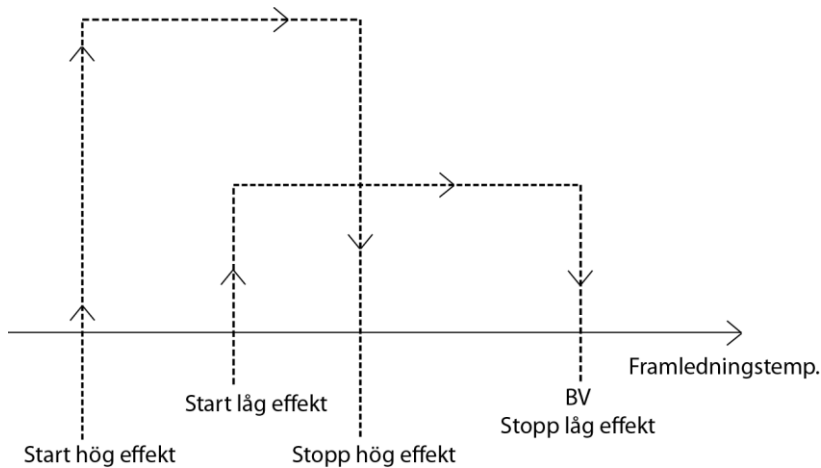 Framledningstemp.
Start låg effekt
BV
Stopp låg effekt
Start hög effekt
Stopp hög effekt